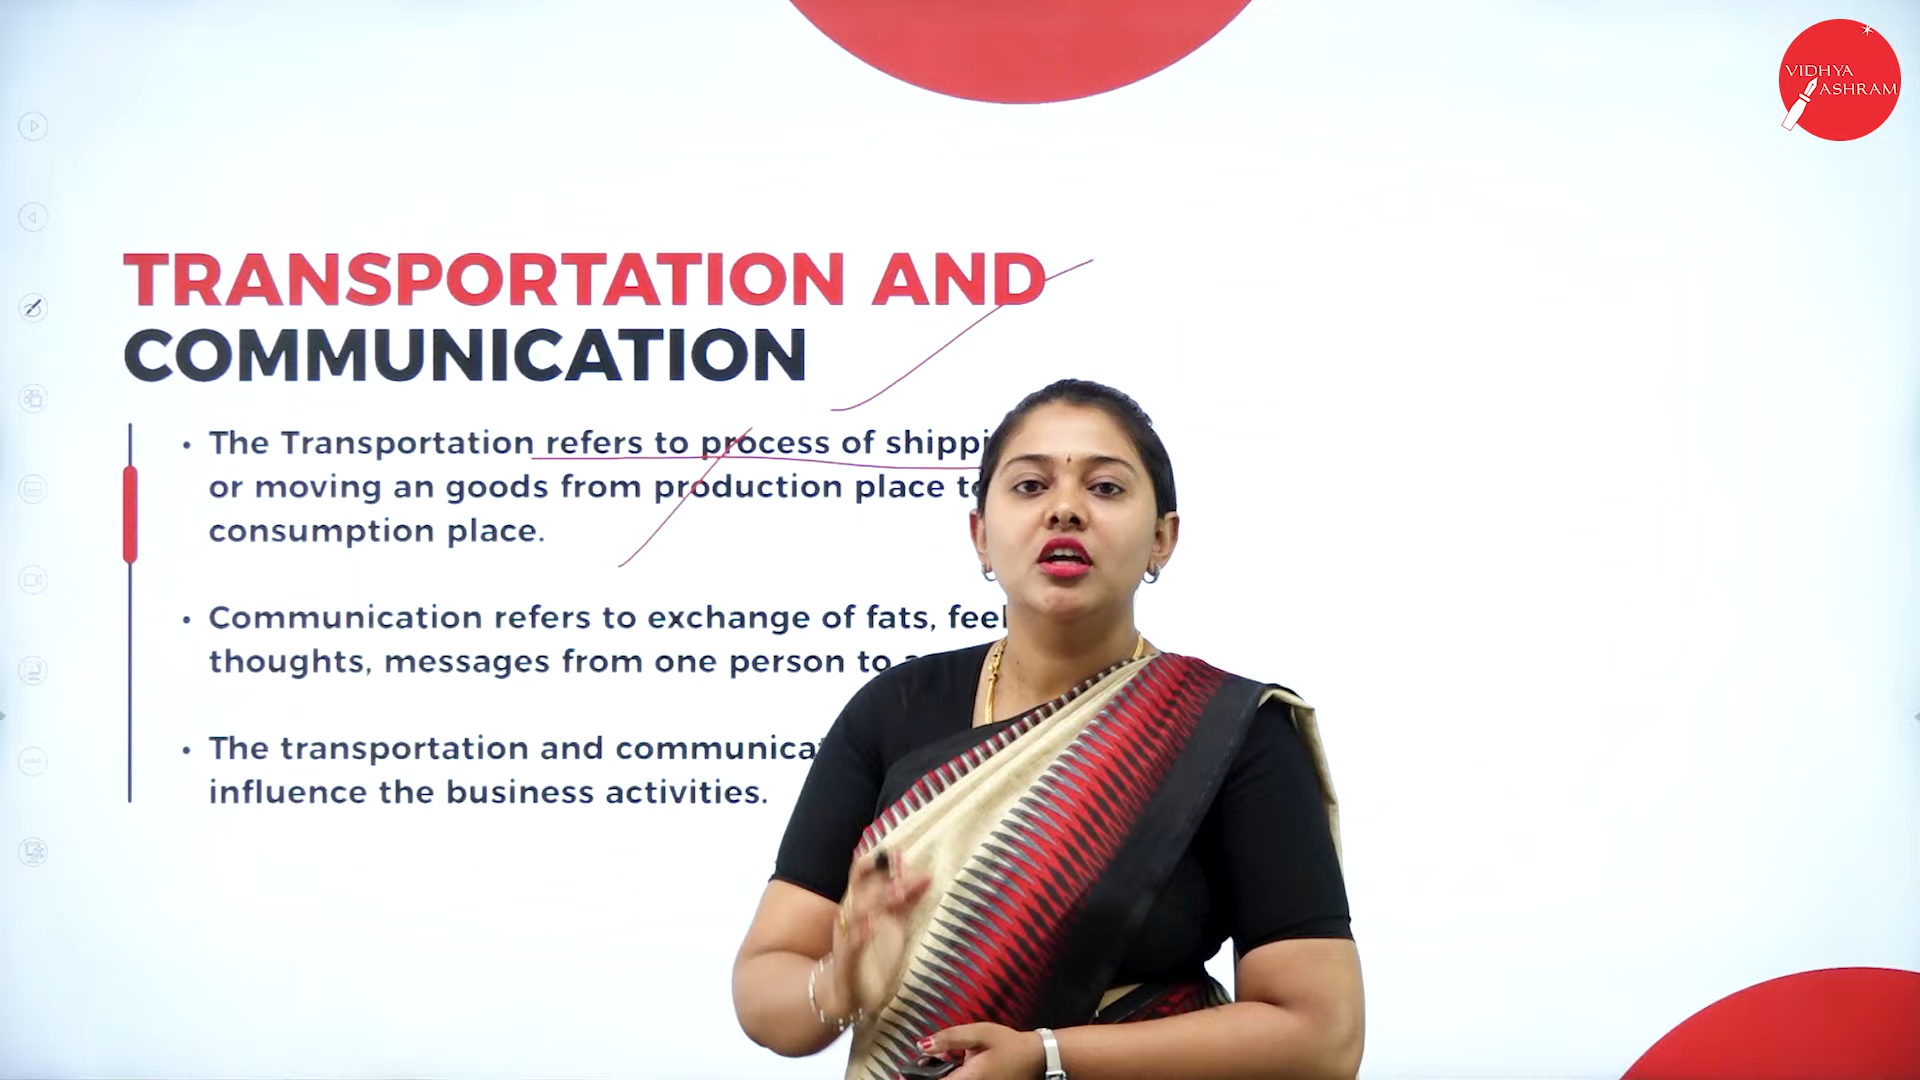 VIDHYA
ASHRAM
TRANSPORTATION AND
COMMUNICATION
• The Transportation refers to process of shippi
or moving an goods from production place to
consumption place.
• Communication refers to exchange of fats, feel
thoughts, messages from one person to a
• The transportation and communicat
influence the business activities.